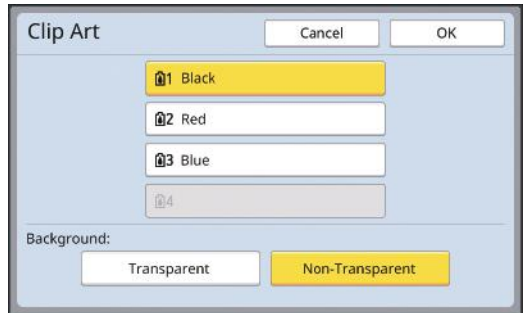 Clip Art
Cancel
OK
1 Black
2 Red
3 Blue
4
Background:
Transparent
Non-Transparent